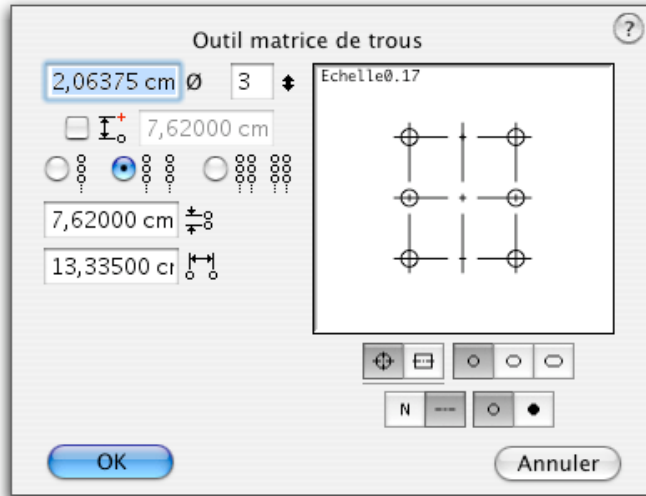 Outil matrice de trous
?
2,06375 cm Ø 3
Echelle0.17
7,62000 cm
7,62000 cm
13,33500 cr
N
OK
Annuler